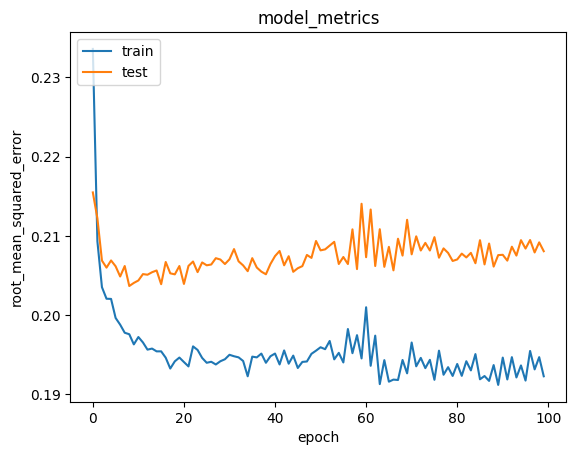 model_metrics
train
test
root_mean_squared_error
0.23
0.22
0.21
0.20
0.19
0 20 40 60 80 100
epoch